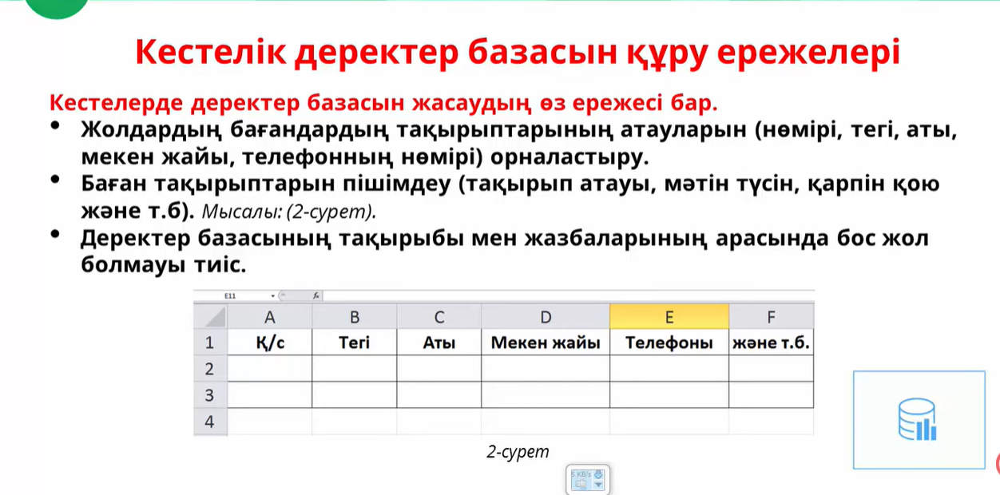 Кестелік деректер базасын құру ережелері
Кестелерде деректер базасын жасаудың өз ережесі бар.
• Жолдардың бағандардың тақырыптарының атауларын (нөмірі, тегі, аты,
мекен жайы, телефонның нөмірі) орналастыру.
• Баған тақырыптарын пішімдеу (тақырып атауы, мәтін түсін, қарпін қою
және т.б). Мысалы: (2-сурет).
• Деректер базасының тақырыбы мен жазбаларының арасында бос жол
болмауы тиіс.
E11 fx
A B C D E F
1 Қ/с Тегі Аты Мекен жайы Телефоны және т.б.
2
3
4
2-сурет
5 KB/s